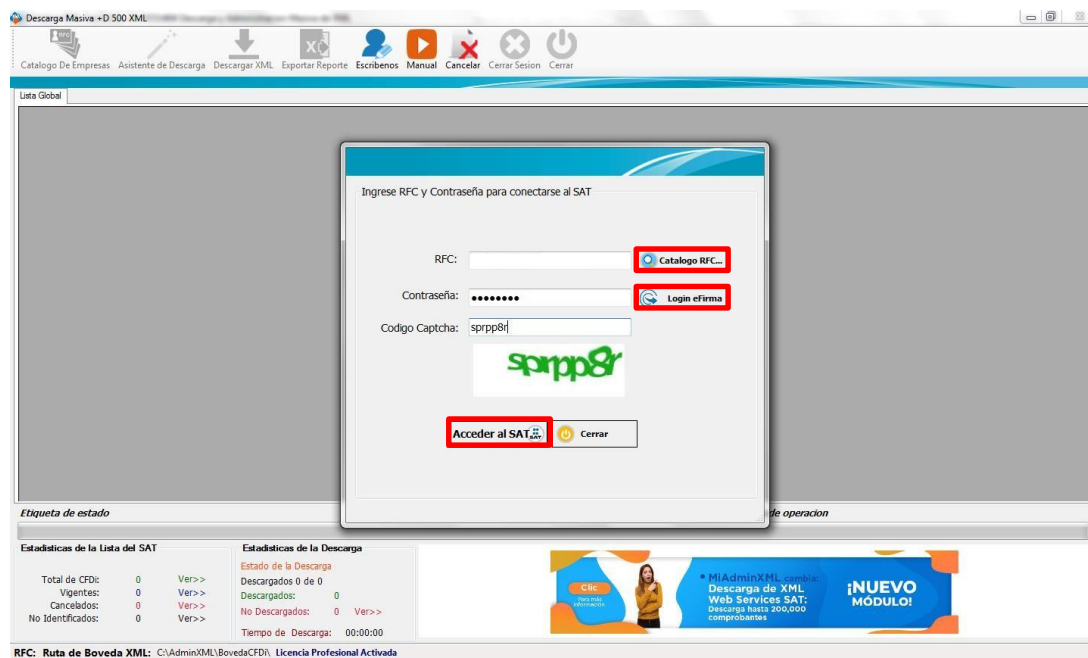 Descarga Masiva +D 500 XML
Catalogo De Empresas Asistente de Descarga Descargar XML Exportar Reporte Escribenos Manual Cancelar Cerrar Sesion Cerrar
Lista Global
Ingrese RFC y Contraseña para conectarse al SAT
RFC: Catalogo RFC...
Contraseña: •••••••• Login eFirma
Codigo Captcha: sprpp8r
sprpp8r
Acceder al SAT Cerrar
Etiqueta de estado de operacion
Estadisticas de la Lista del SAT Estadisticas de la Descarga
Estado de la Descarga
Total de CFDi: 0 Ver>> Descargados 0 de 0
Vigentes: 0 Ver>> Descargados: 0
Cancelados: 0 Ver>> No Descargados: 0 Ver>>
No Identificados: 0 Ver>>
Tiempo de Descarga: 00:00:00
Clic
Para más
información
• MiAdminXML cambia:
Descarga de XML
Web Services SAT:
Descarga hasta 200,000
comprobantes
¡NUEVO
MÓDULO!
RFC: Ruta de Boveda XML: C:\AdminXML\BovedaCFDi\ Licencia Profesional Activada